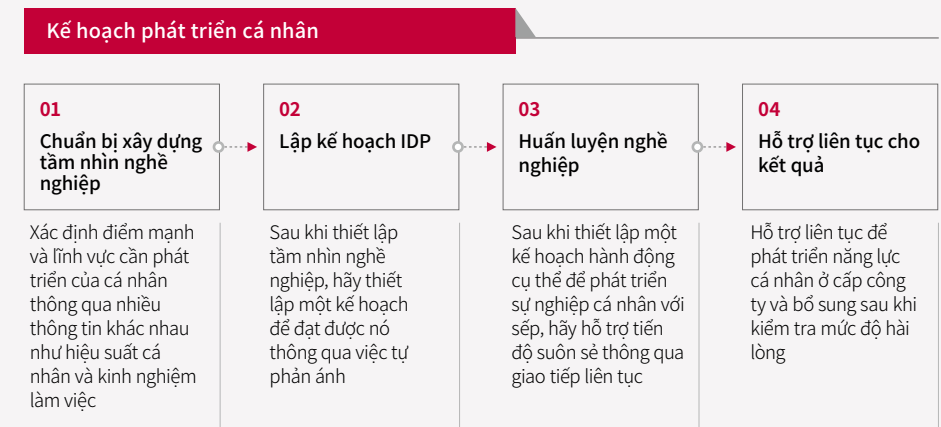 Kế hoạch phát triển cá nhân
01
Chuẩn bị xây dựng
tầm nhìn nghề
nghiệp
Xác định điểm mạnh
và lĩnh vực cần phát
triển của cá nhân
thông qua nhiều
thông tin khác nhau
như hiệu suất cá
nhân và kinh nghiệm
làm việc
02
Lập kế hoạch IDP
Sau khi thiết lập
tầm nhìn nghề
nghiệp, hãy thiết
lập một kế hoạch
để đạt được nó
thông qua việc tự
phản ánh
03
Huấn luyện nghề
nghiệp
Sau khi thiết lập một
kế hoạch hành động
cụ thể để phát triển
sự nghiệp cá nhân với
sếp, hãy hỗ trợ tiến
độ suôn sẻ thông qua
giao tiếp liên tục
04
Hỗ trợ liên tục cho
kết quả
Hỗ trợ liên tục để
phát triển năng lực
cá nhân ở cấp công
ty và bổ sung sau khi
kiểm tra mức độ hài
lòng